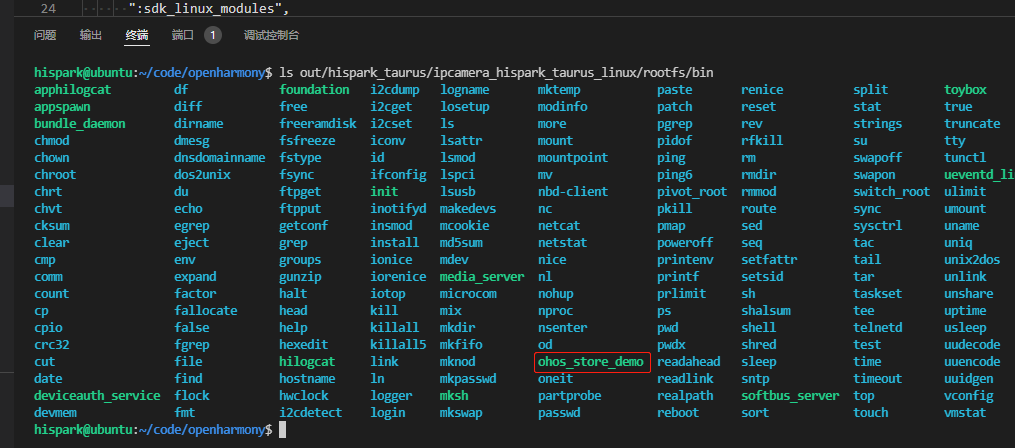 24 ":sdk_linux_modules",
问题 输出 终端 端口 1 调试控制台
hispark@ubuntu:~/code/openharmony$ ls out/hispark_taurus/ipcamera_hispark_taurus_linux/rootfs/bin
apphilogcat df foundation i2cdump logname mktemp paste renice split toybox
appspawn diff free i2cget losetup modinfo patch reset stat true
bundle_daemon dirname freeramdisk i2cset ls more pgrep rev strings truncate
chmod dmesg fsfreeze iconv lsattr mount pidof rfkill su tty
chown dnsdomainname fstype id lsmod mountpoint ping rm swapoff tunctl
chroot dos2unix fsync ifconfig lspci mv ping6 rmdir swapon ueventd_li
chrt du ftpget init lsusb nbd-client pivot_root rmmod switch_root ulimit
chvt echo ftpput inotifyd makedevs nc pkill route sync umount
cksum egrep getconf insmod mcookie netcat pmap sed sysctrl uname
clear eject grep install md5sum netstat poweroff seq tac uniq
cmp env groups ionice mdev nice printenv setfattr tail unix2dos
comm expand gunzip iorenice media_server nl printf setsid tar unlink
count factor halt iotop microcom nohup prlimit sh taskset unshare
cp fallocate head kill mix nproc ps shalsum tee uptime
cpio false help killall mkdir nsenter pwd shell telnetd usleep
crc32 fgrep hexedit killall5 mkfifo od pwdx shred test uudecode
cut file hilogcat link mknod ohos_store_demo readahead sleep time uuencode
date find hostname ln mkpasswd oneit readlink sntp timeout uuidgen
deviceauth_service flock hwclock logger mksh partprobe realpath softbus_server top vconfig
devmem fmt i2cdetect login mkswap passwd reboot sort touch vmstat
hispark@ubuntu:~/code/openharmony$